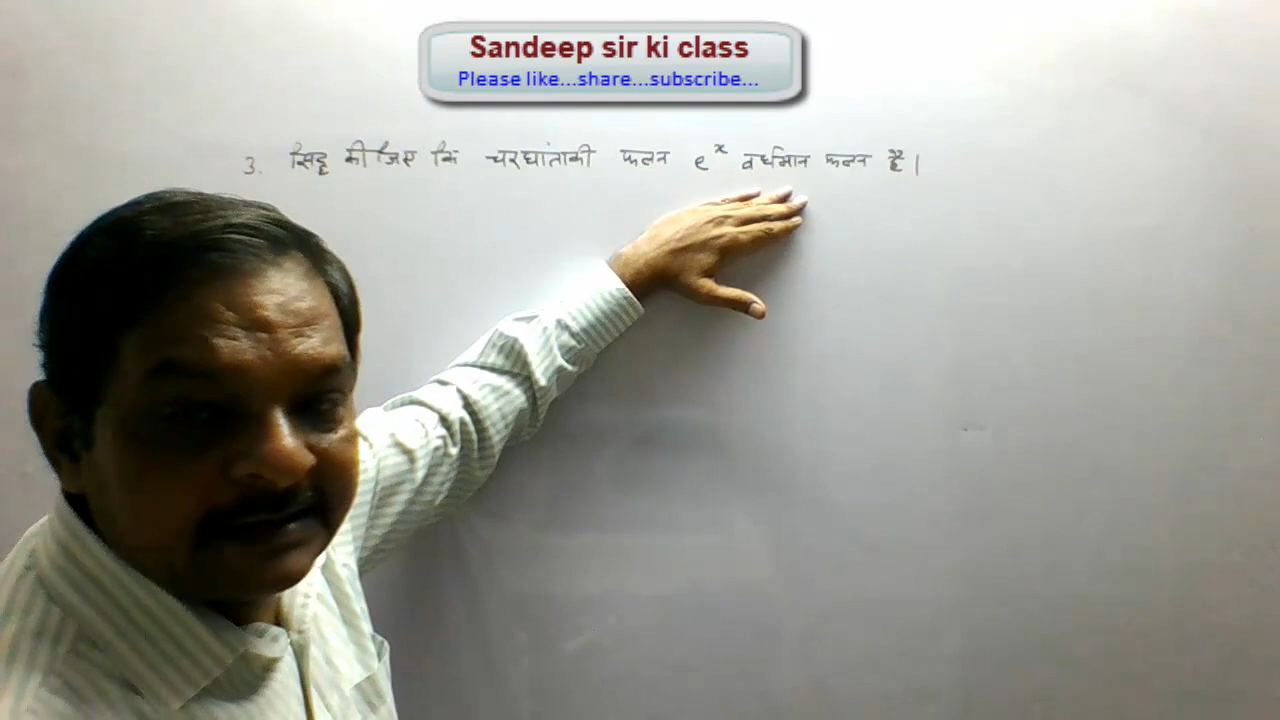 Sandeep sir ki class
Please like...share...subscribe...
3. सिद्ध कीजिए कि चरघांताकी फलन e^x वर्धमान फलन है।